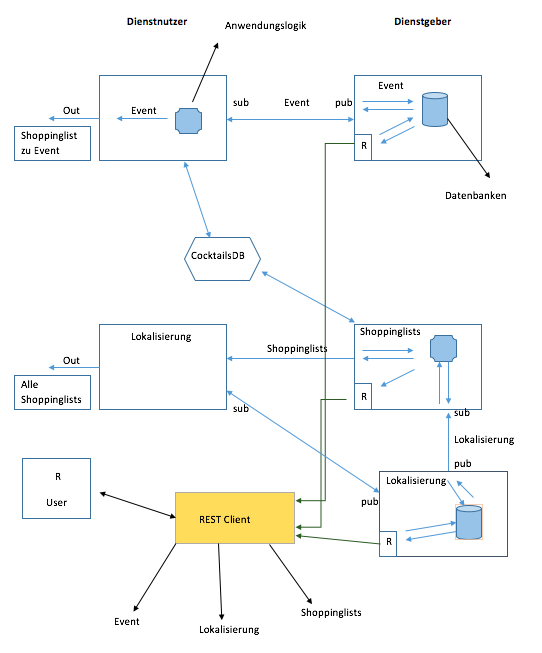 Dienstnutzer
Dienstgeber
Anwendungslogik
Out
Event
sub
Event
pub
Event
Shoppinglist
zu Event
R
Datenbanken
CocktailsDB
Lokalisierung
Shoppinglists
Shoppinglists
Out
Alle
Shoppinglists
sub
R
sub
Lokalisierung
pub
Lokalisierung
pub
R
User
REST Client
R
Event
Lokalisierung
Shoppinglists